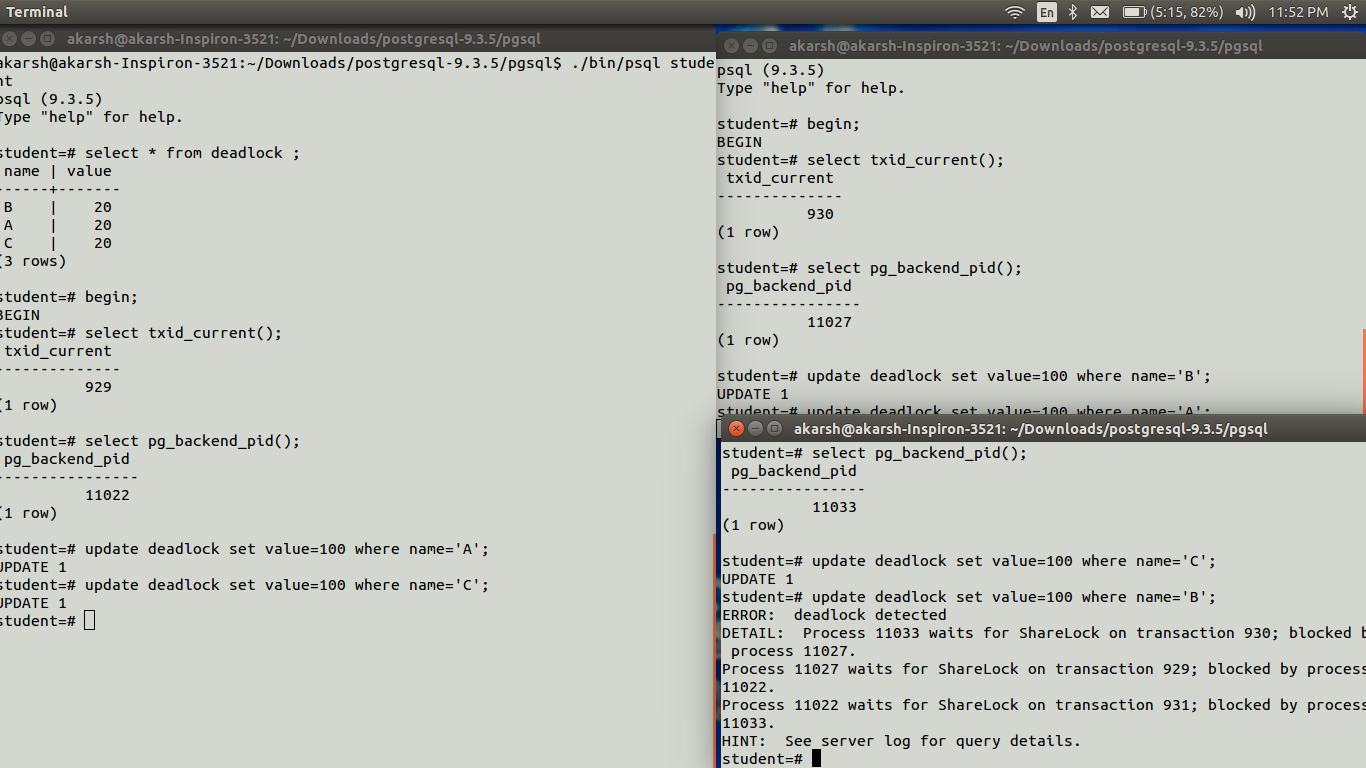 Terminal
En
(5:15, 82%)
11:52 PM
akarsh@akarsh-Inspiron-3521: ~/Downloads/postgresql-9.3.5/pgsql
akarsh@akarsh-Inspiron-3521:~/Downloads/postgresql-9.3.5/pgsql$ ./bin/psql stude
nt
psql (9.3.5)
Type "help" for help.
student=# select * from deadlock ;
name | value
------+-------
B | 20
A | 20
C | 20
(3 rows)
student=# begin;
BEGIN
student=# select txid_current();
txid_current
--------------
929
(1 row)
student=# select pg_backend_pid();
pg_backend_pid
----------------
11022
(1 row)
student=# update deadlock set value=100 where name='A';
UPDATE 1
student=# update deadlock set value=100 where name='C';
UPDATE 1
student=#
akarsh@akarsh-Inspiron-3521: ~/Downloads/postgresql-9.3.5/pgsql
psql (9.3.5)
Type "help" for help.
student=# begin;
BEGIN
student=# select txid_current();
txid_current
--------------
930
(1 row)
student=# select pg_backend_pid();
pg_backend_pid
----------------
11027
(1 row)
student=# update deadlock set value=100 where name='B';
UPDATE 1
student=# update deadlock set value=100 where name='A';
akarsh@akarsh-Inspiron-3521: ~/Downloads/postgresql-9.3.5/pgsql
student=# select pg_backend_pid();
pg_backend_pid
----------------
11033
(1 row)
student=# update deadlock set value=100 where name='C';
UPDATE 1
student=# update deadlock set value=100 where name='B';
ERROR:  deadlock detected
DETAIL:  Process 11033 waits for ShareLock on transaction 930; blocked b
process 11027.
Process 11027 waits for ShareLock on transaction 929; blocked by process
11022.
Process 11022 waits for ShareLock on transaction 931; blocked by process
11033.
HINT:  See server log for query details.
student=#